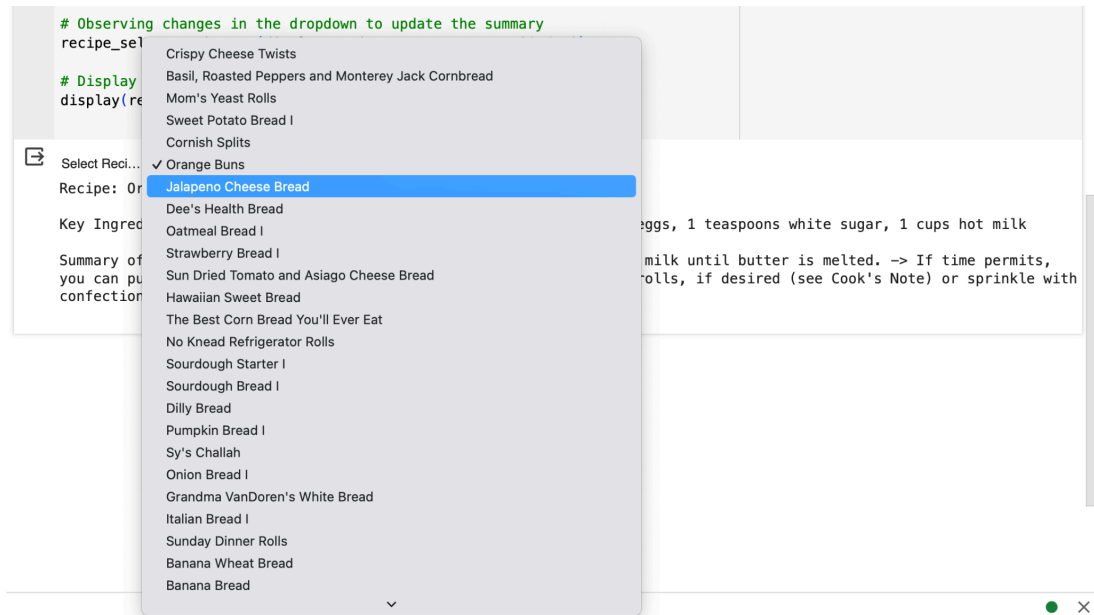 # Observing changes in the dropdown to update the summary
recipe_sel
# Display
display(re
Select Reci...
Recipe: Or
Key Ingred eggs, 1 teaspoons white sugar, 1 cups hot milk
Summary of milk until butter is melted. -> If time permits,
you can pu rolls, if desired (see Cook's Note) or sprinkle with
confection
Crispy Cheese Twists
Basil, Roasted Peppers and Monterey Jack Cornbread
Mom's Yeast Rolls
Sweet Potato Bread I
Cornish Splits
✓ Orange Buns
Jalapeno Cheese Bread
Dee's Health Bread
Oatmeal Bread I
Strawberry Bread I
Sun Dried Tomato and Asiago Cheese Bread
Hawaiian Sweet Bread
The Best Corn Bread You'll Ever Eat
No Knead Refrigerator Rolls
Sourdough Starter I
Sourdough Bread I
Dilly Bread
Pumpkin Bread I
Sy's Challah
Onion Bread I
Grandma VanDoren's White Bread
Italian Bread I
Sunday Dinner Rolls
Banana Wheat Bread
Banana Bread